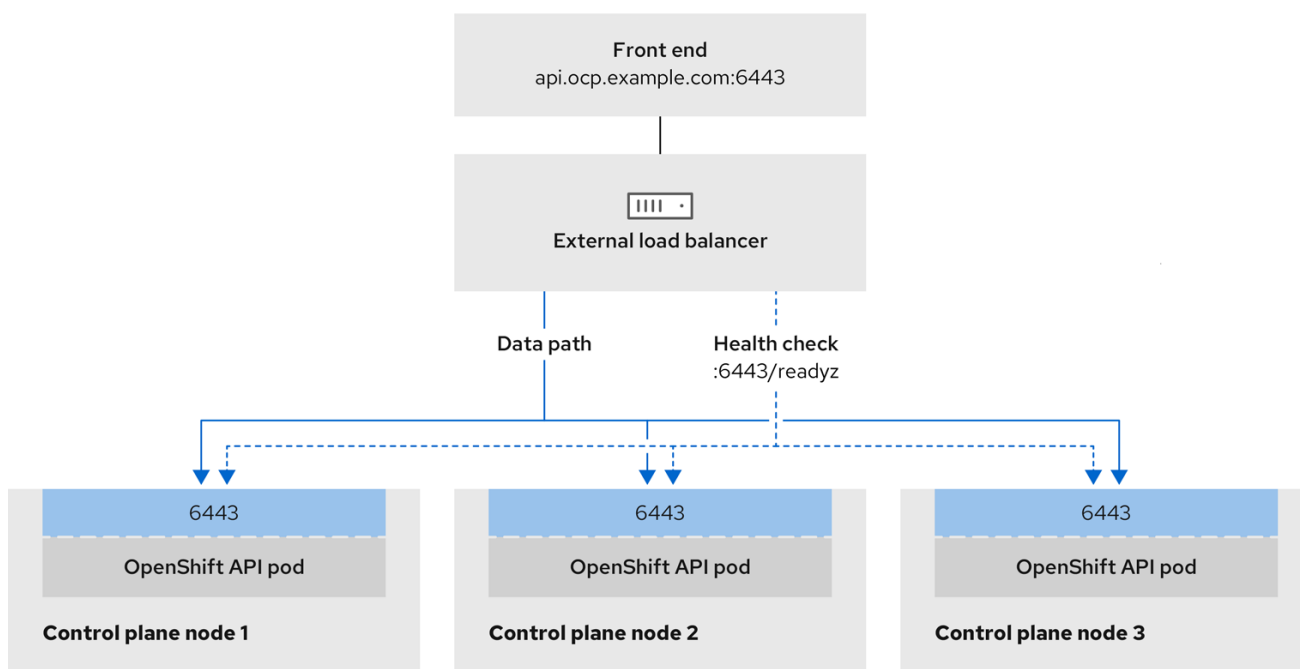 Front end
api.ocp.example.com:6443
External load balancer
Data path
Health check
:6443/readyz
6443
6443
6443
OpenShift API pod
OpenShift API pod
OpenShift API pod
Control plane node 1
Control plane node 2
Control plane node 3